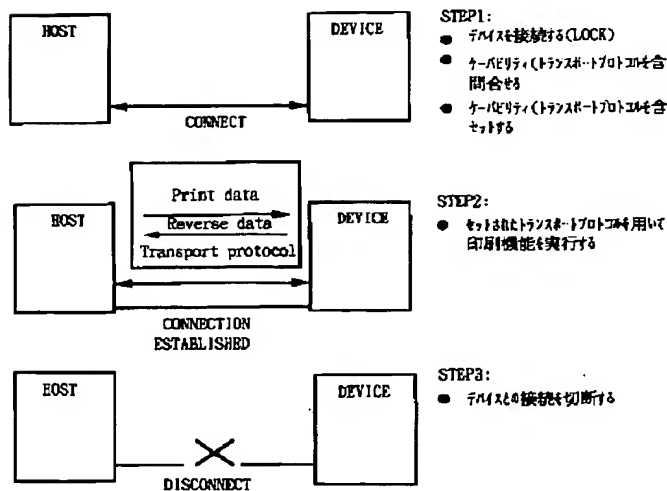 HOST
DEVICE
CONNECT
STEP1:
● デバイスを接続する(LOCK)
● ケーパビリティ(トランスポートプロトコルを含
問合せる
● ケーパビリティ(トランスポートプロトコルを含
セットする
HOST
Print data
Reverse data
Transport protocol
DEVICE
CONNECTION
ESTABLISHED
STEP2:
● セットされたトランスポートプロトコルを用いて
印刷機能を実行する
HOST
DEVICE
DISCONNECT
STEP3:
● デバイスとの接続を切断する